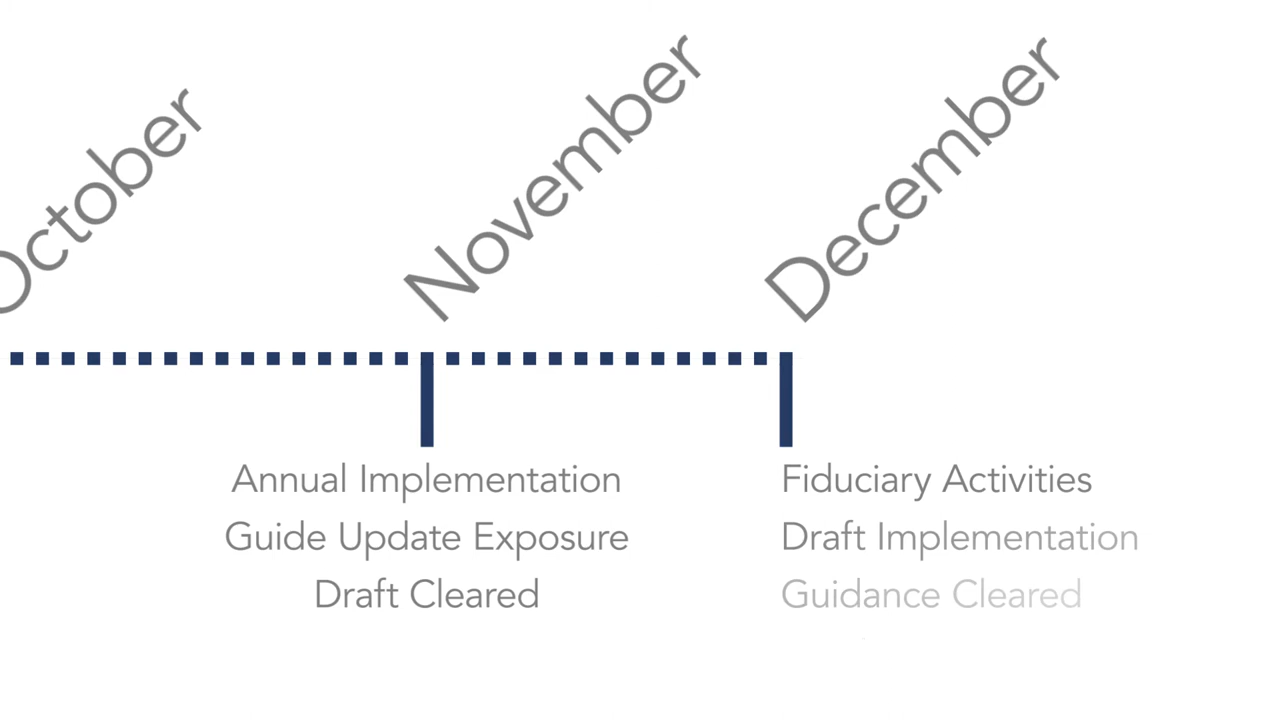 October
November
December
Annual Implementation
Guide Update Exposure
Draft Cleared
Fiduciary Activities
Draft Implementation
Guidance Cleared